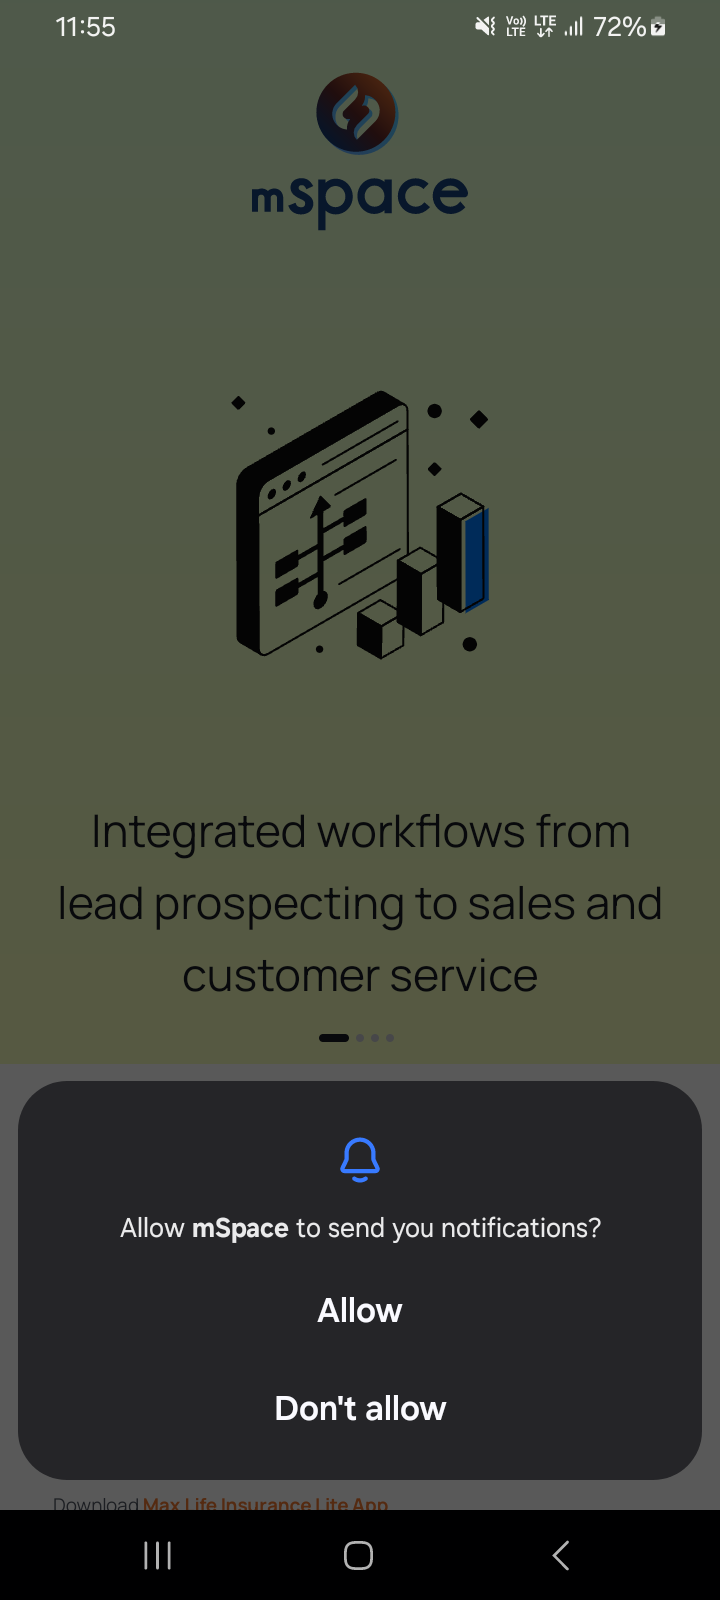 11:55
Vo)) LTE
LTE
72%
mspace
Integrated workflows from
lead prospecting to sales and
customer service
Allow mSpace to send you notifications?
Allow
Don't allow
Download Max Life Insurance Lite App